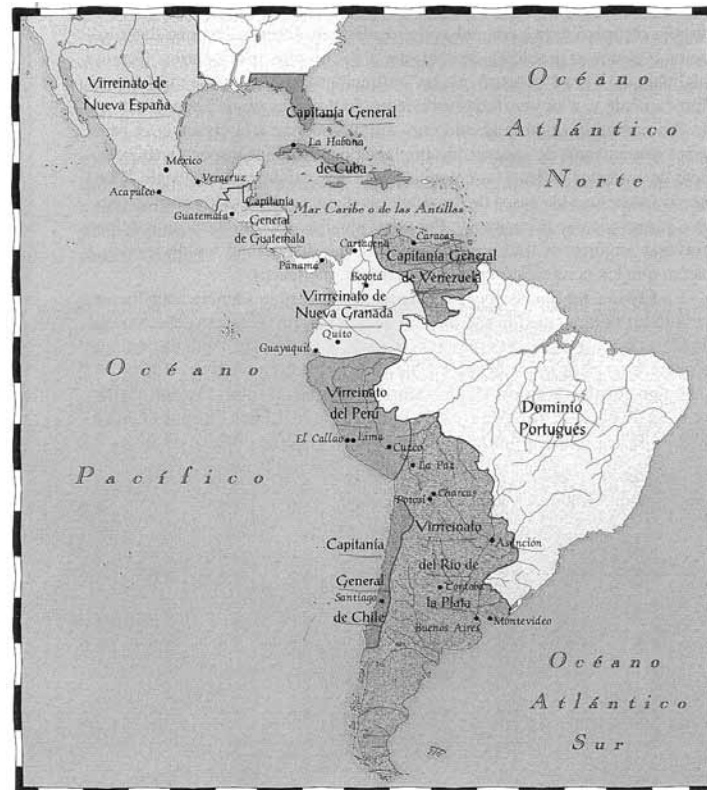 Virreinato de
Nueva España
México
Veracruz
Acapulco
Guatemala
Capitanía General
La Habana
de Cuba
Océano
Atlántico
Norte
Capitanía
General
de Guatemala
Mar Caribe o de las Antillas
Panamá
Cartagena
Caracas
Capitanía General
de Venezuela
Bogotá
Virreinato de
Nueva Granada
Quito
Guayaquil
Océano
Pacífico
Virreinato
del Perú
El Callao
Lima
Cuzco
Dominio
Portugués
La Paz
Charcas
Potosí
Virreinato
Asunción
del Río de
Córdoba
la Plata
Buenos Aires
Montevideo
Capitanía
General
Santiago
de Chile
Océano
Atlántico
Sur